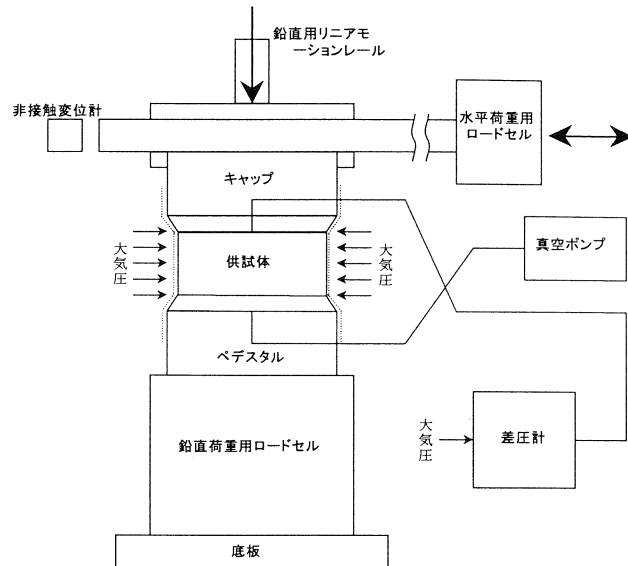 鉛直用リニアモ
ーションレール
非接触変位計
水平荷重用
ロードセル
キャップ
大気圧
供試体
大気圧
真空ポンプ
ペデスタル
大気圧
差圧計
鉛直荷重用ロードセル
底板